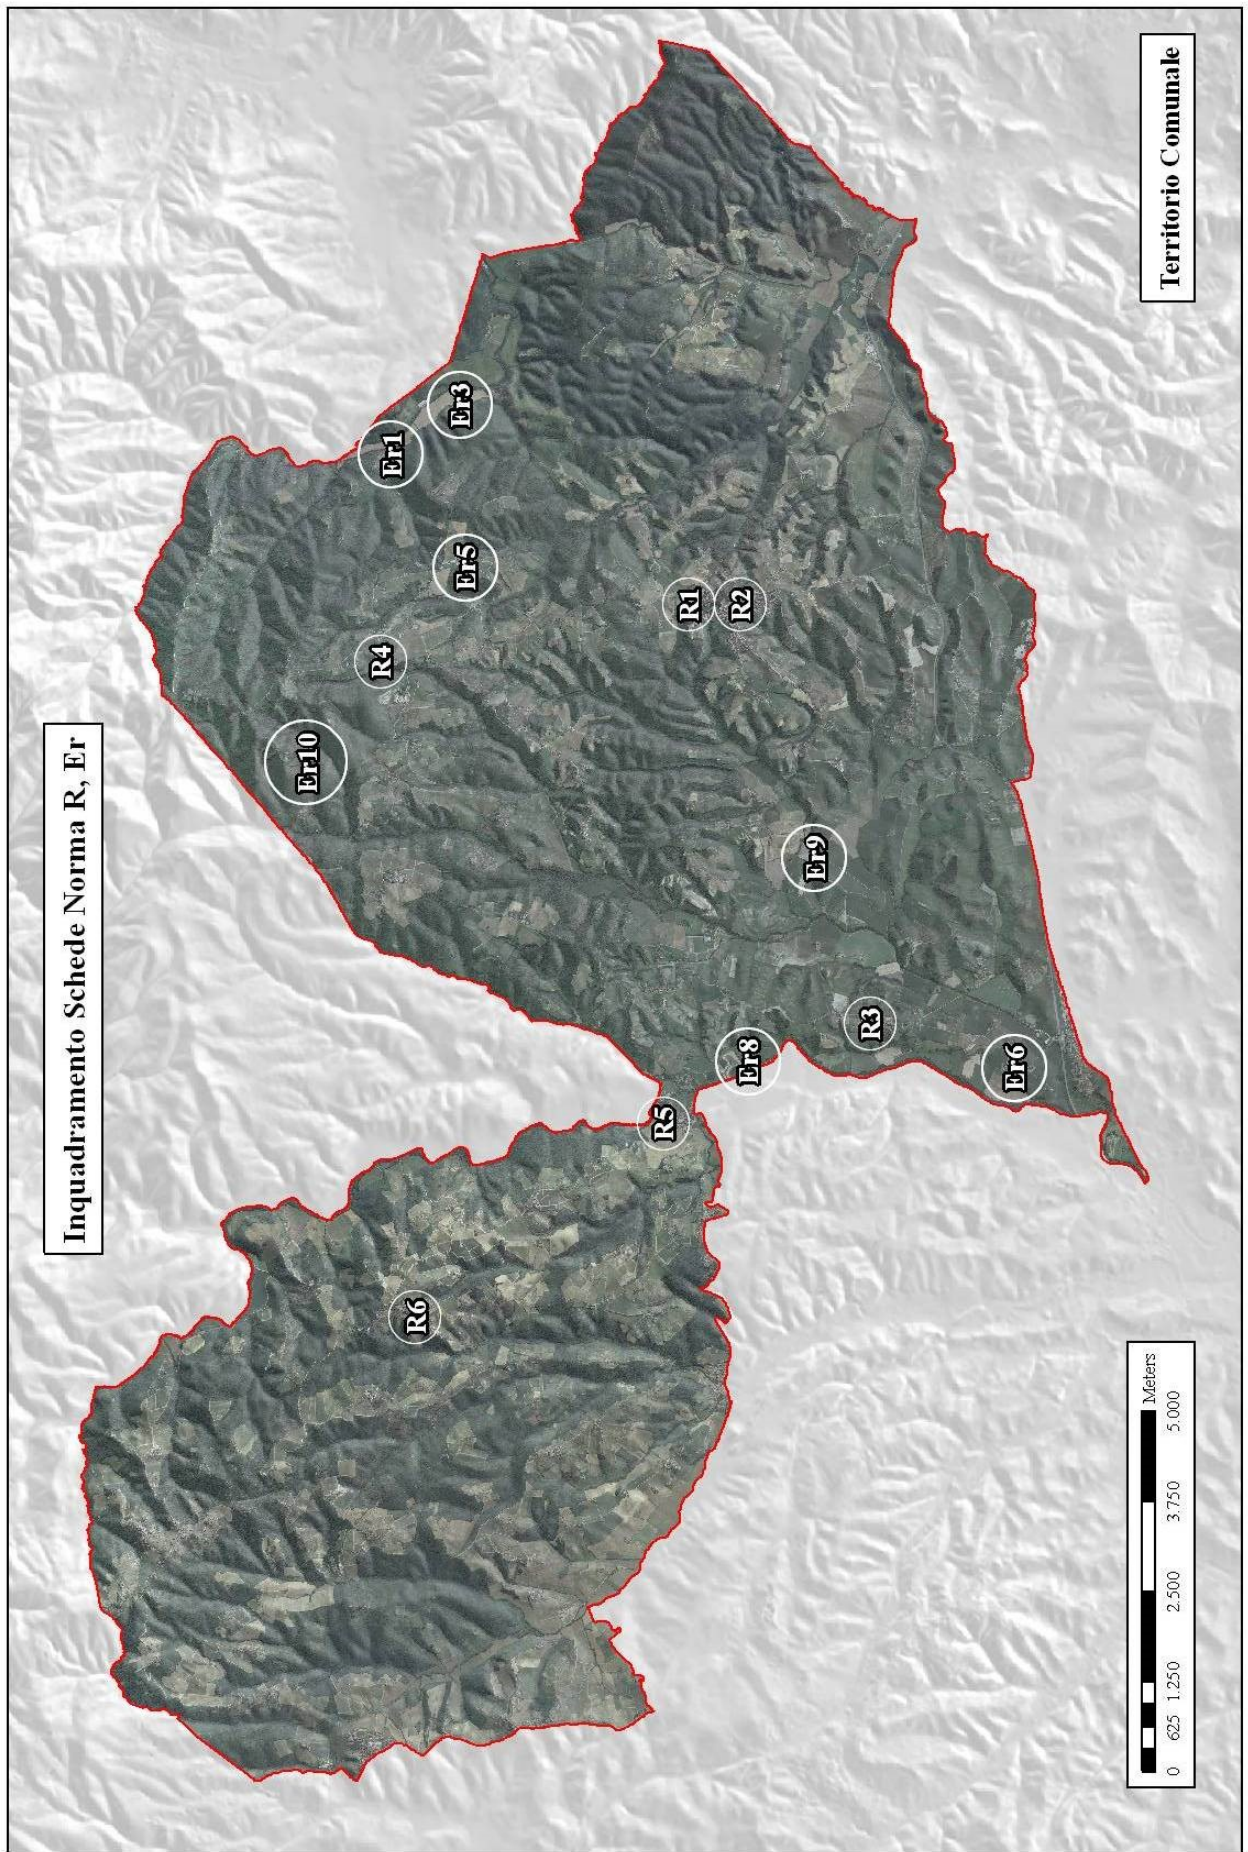 Inquadramento Schede Norma R, Er
Er10
R4
Er1
Er5
Er3
R6
R5
R1
Er8
R2
Er9
R3
Er6
0 625 1.250 2.500 3.750 5.000
Meters
Territorio Comunale